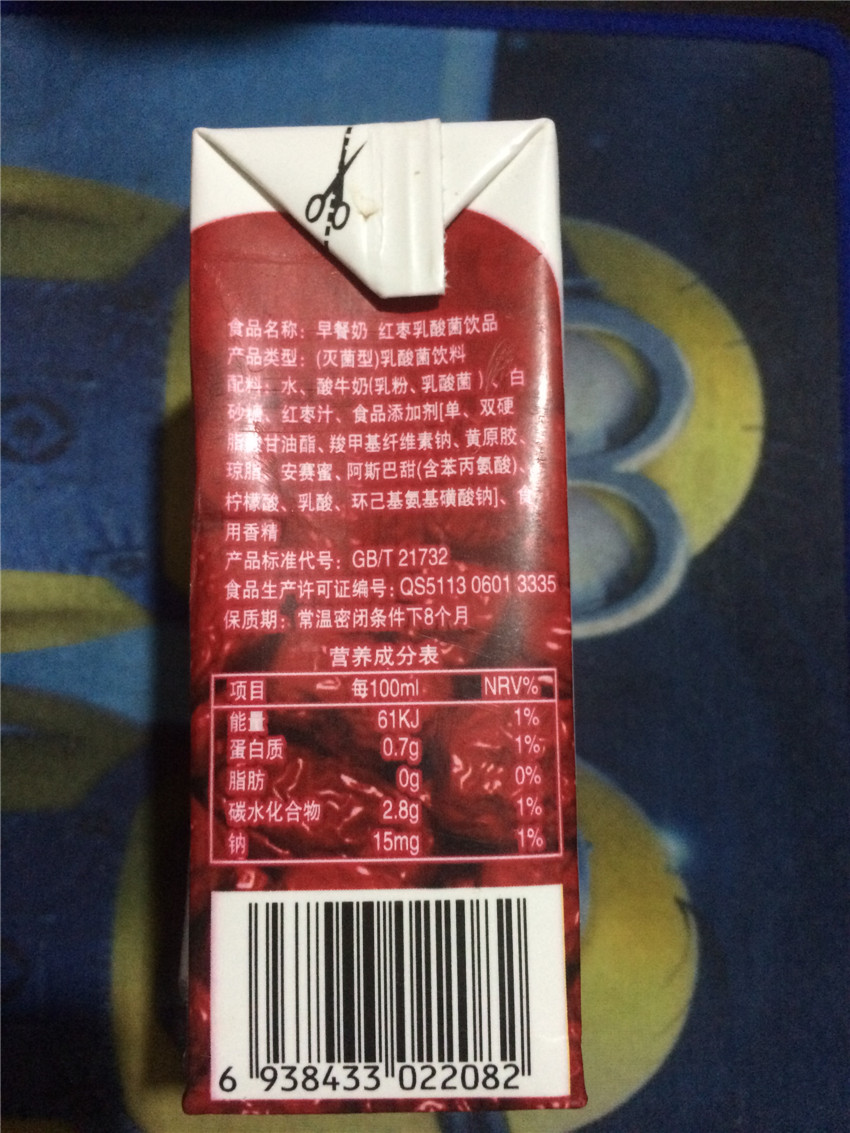 食品名称：早餐奶 红枣乳酸菌饮品
产品类型：(灭菌型)乳酸菌饮料
配料：水、酸牛奶(乳粉、乳酸菌)、白
砂糖、红枣汁、食品添加剂[单、双硬
脂酸甘油酯、羧甲基纤维素钠、黄原胶、
琼脂、安赛蜜、阿斯巴甜(含苯丙氨酸)、
柠檬酸、乳酸、环己基氨基磺酸钠]、食
用香精
产品标准代号：GB/T 21732
食品生产许可证编号：QS5113 0601 3335
保质期：常温密闭条件下8个月
营养成分表
项目 每100ml NRV%
能量 61KJ 1%
蛋白质 0.7g 1%
脂肪 0g 0%
碳水化合物 2.8g 1%
钠 15mg 1%
6 938433 022082